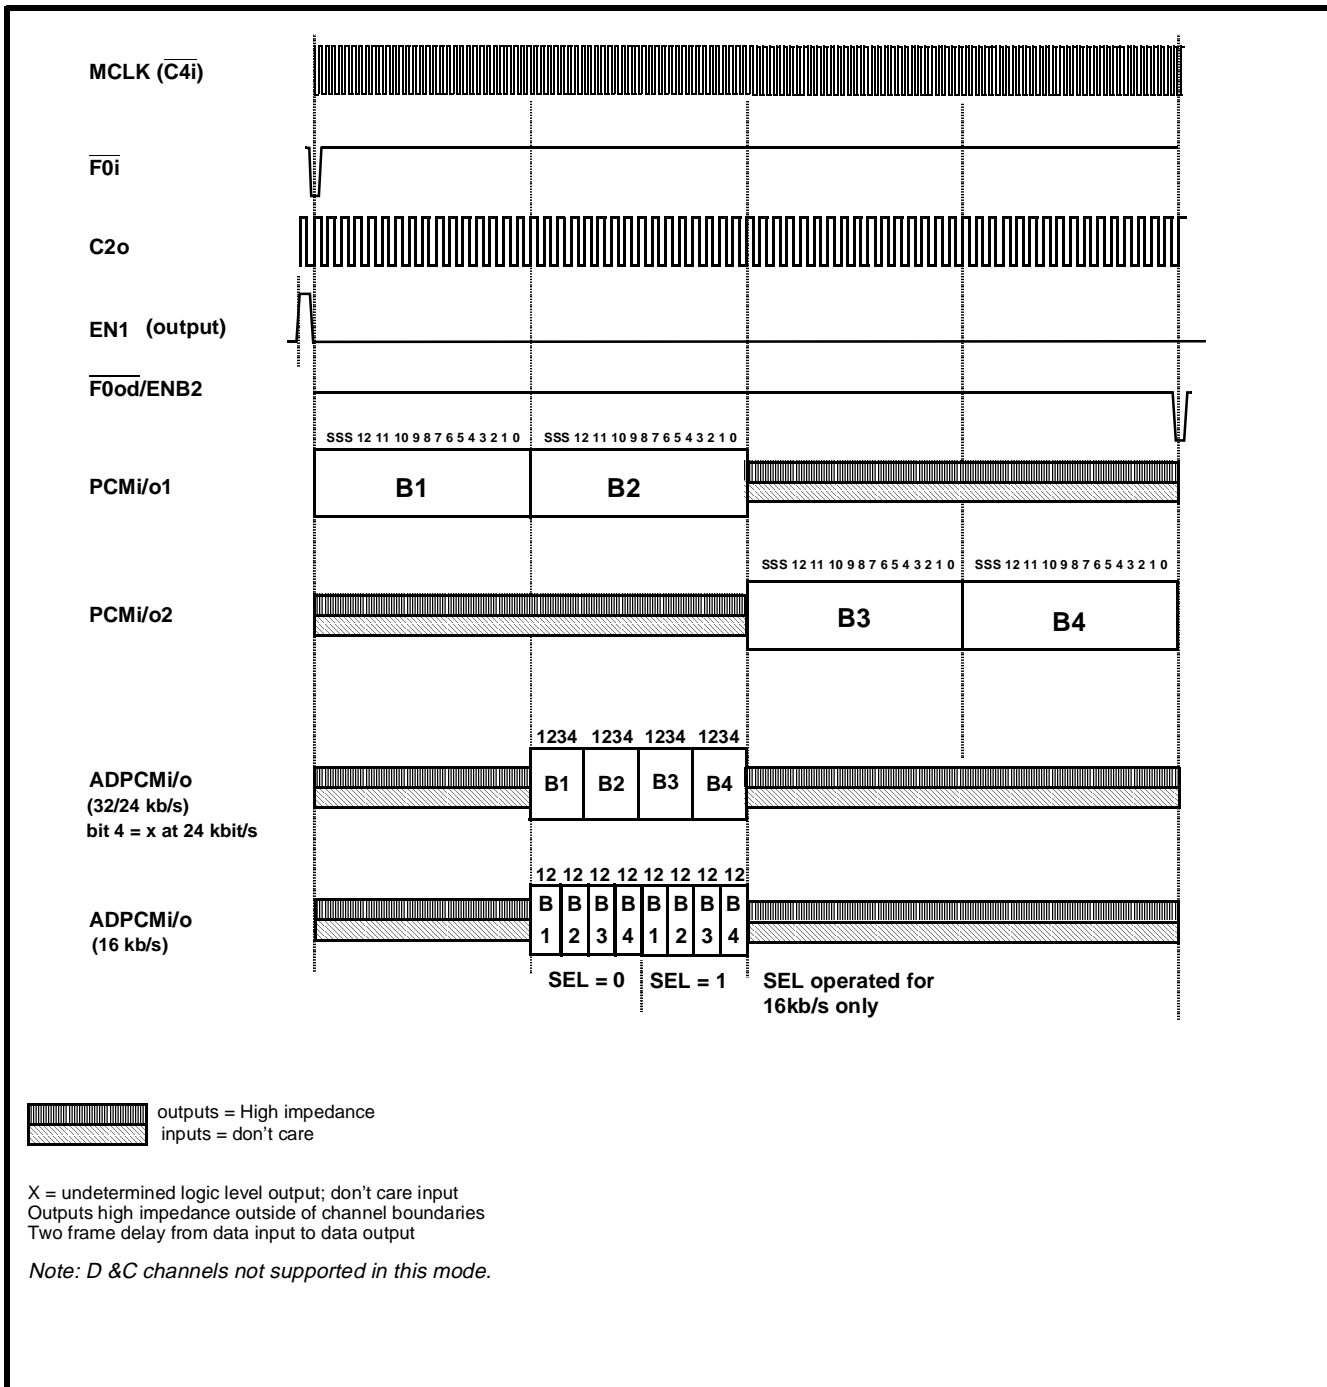 MCLK (C4i)
F0i
C2o
EN1 (output)
F0od/ENB2
SSS 12 11 10 9 8 7 6 5 4 3 2 1 0 SSS 12 11 10 9 8 7 6 5 4 3 2 1 0
PCMi/o1 B1 B2
SSS 12 11 10 9 8 7 6 5 4 3 2 1 0 SSS 12 11 10 9 8 7 6 5 4 3 2 1 0
PCMi/o2 B3 B4
1234 1234 1234 1234
ADPCMi/o B1 B2 B3 B4
(32/24 kb/s)
bit 4 = x at 24 kbit/s
12 12 12 12 12 12 12 12
B B B B B B B B
ADPCMi/o
1 2 3 4 1 2 3 4
(16 kb/s)
SEL = 0 SEL = 1 SEL operated for
16kb/s only
outputs = High impedance
inputs = don't care
X = undetermined logic level output; don't care input
Outputs high impedance outside of channel boundaries
Two frame delay from data input to data output
Note: D &C channels not supported in this mode.